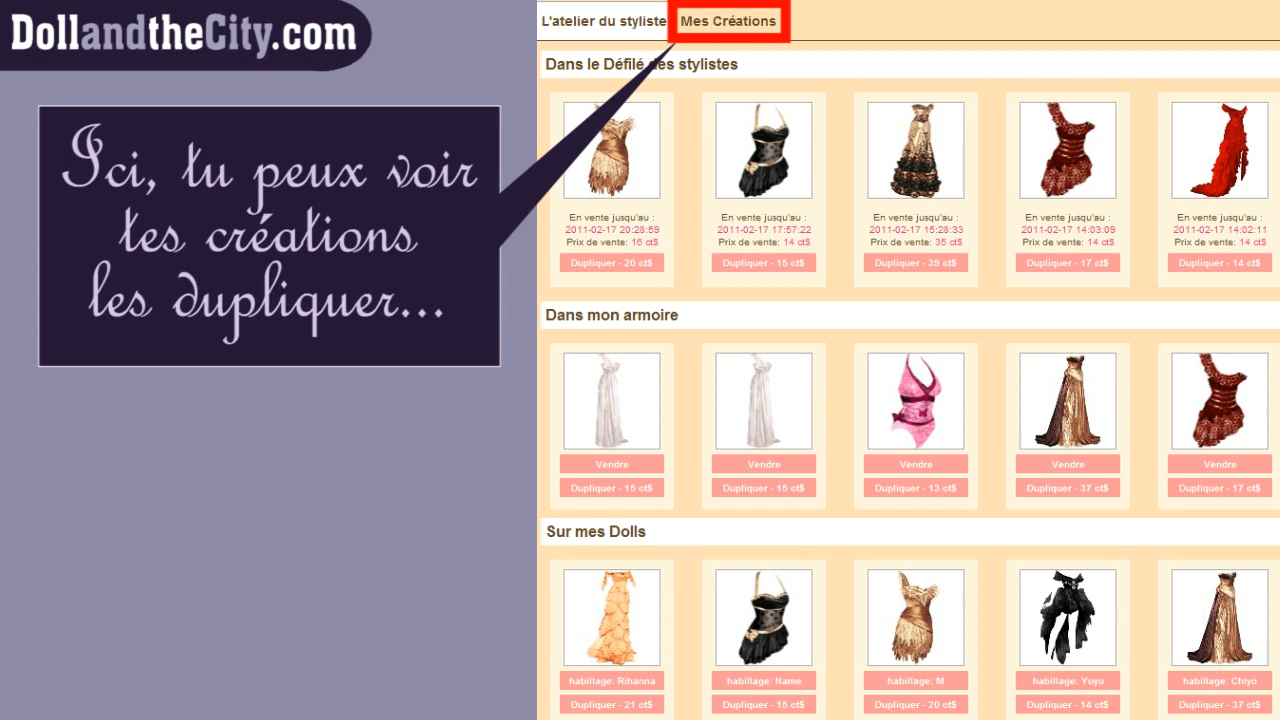 DollandtheCity.com
Ici, tu peux voir
tes créations
les dupliquer...
L'atelier du styliste Mes Créations
Dans le Défilé des stylistes
En vente jusqu'au : En vente jusqu'au : En vente jusqu'au : En vente jusqu'au : En vente jusqu'au :
2011-02-17 20:28:59 2011-02-17 17:57:22 2011-02-17 15:28:33 2011-02-17 14:03:09 2011-02-17 14:02:11
Prix de vente: 16 ct$ Prix de vente: 14 ct$ Prix de vente: 35 ct$ Prix de vente: 14 ct$ Prix de vente: 14 ct$
Dupliquer - 20 ct$ Dupliquer - 15 ct$ Dupliquer - 39 ct$ Dupliquer - 17 ct$ Dupliquer - 14 ct$
Dans mon armoire
Vendre Vendre Vendre Vendre Vendre
Dupliquer - 15 ct$ Dupliquer - 15 ct$ Dupliquer - 13 ct$ Dupliquer - 37 ct$ Dupliquer - 17 ct$
Sur mes Dolls
habillage: Rihanna habillage: Name habillage: M habillage: Yoyo habillage: Chiyo
Dupliquer - 21 ct$ Dupliquer - 15 ct$ Dupliquer - 20 ct$ Dupliquer - 14 ct$ Dupliquer - 37 ct$